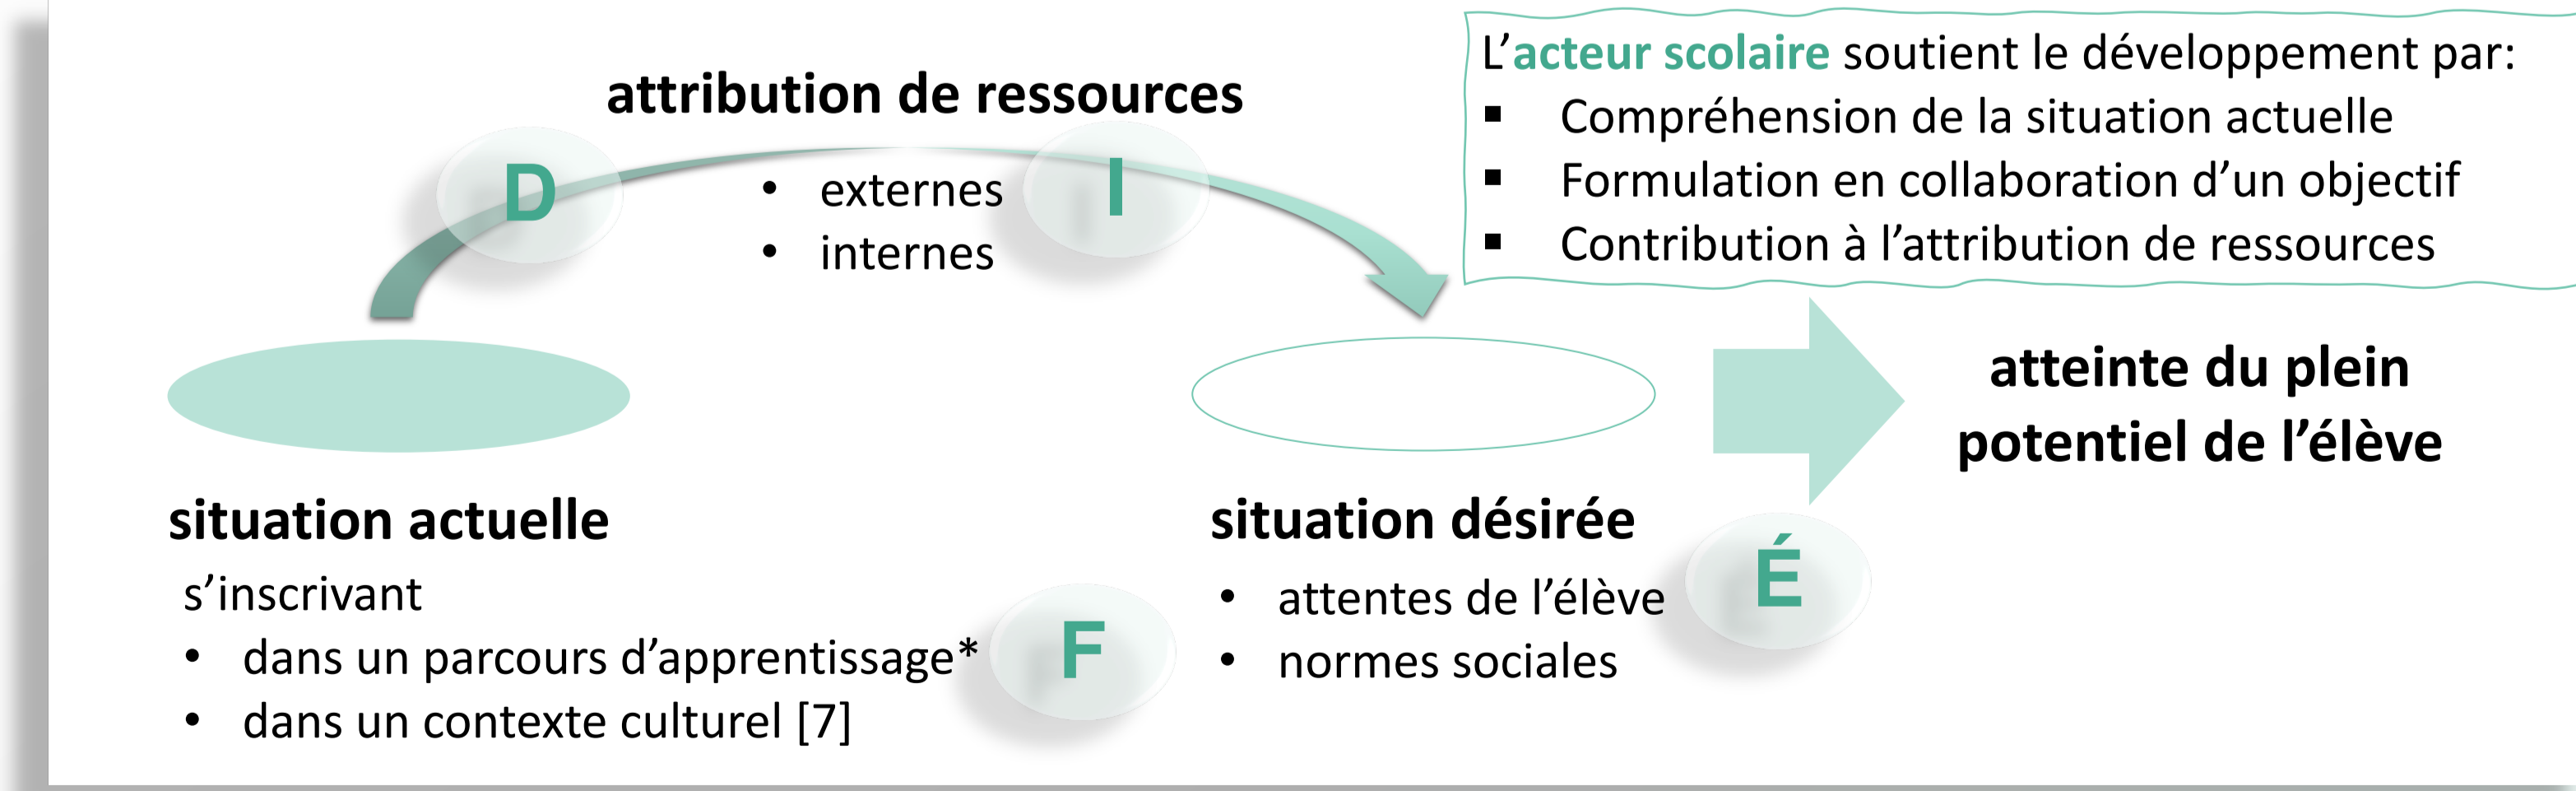 attribution de ressources
D
I
• externes
• internes
L’acteur scolaire soutient le développement par:
▪ Compréhension de la situation actuelle
▪ Formulation en collaboration d’un objectif
▪ Contribution à l’attribution de ressources
atteinte du plein
potentiel de l’élève
situation actuelle
s’inscrivant
• dans un parcours d’apprentissage*
• dans un contexte culturel [7]
F
situation désirée
• attentes de l’élève
• normes sociales
É